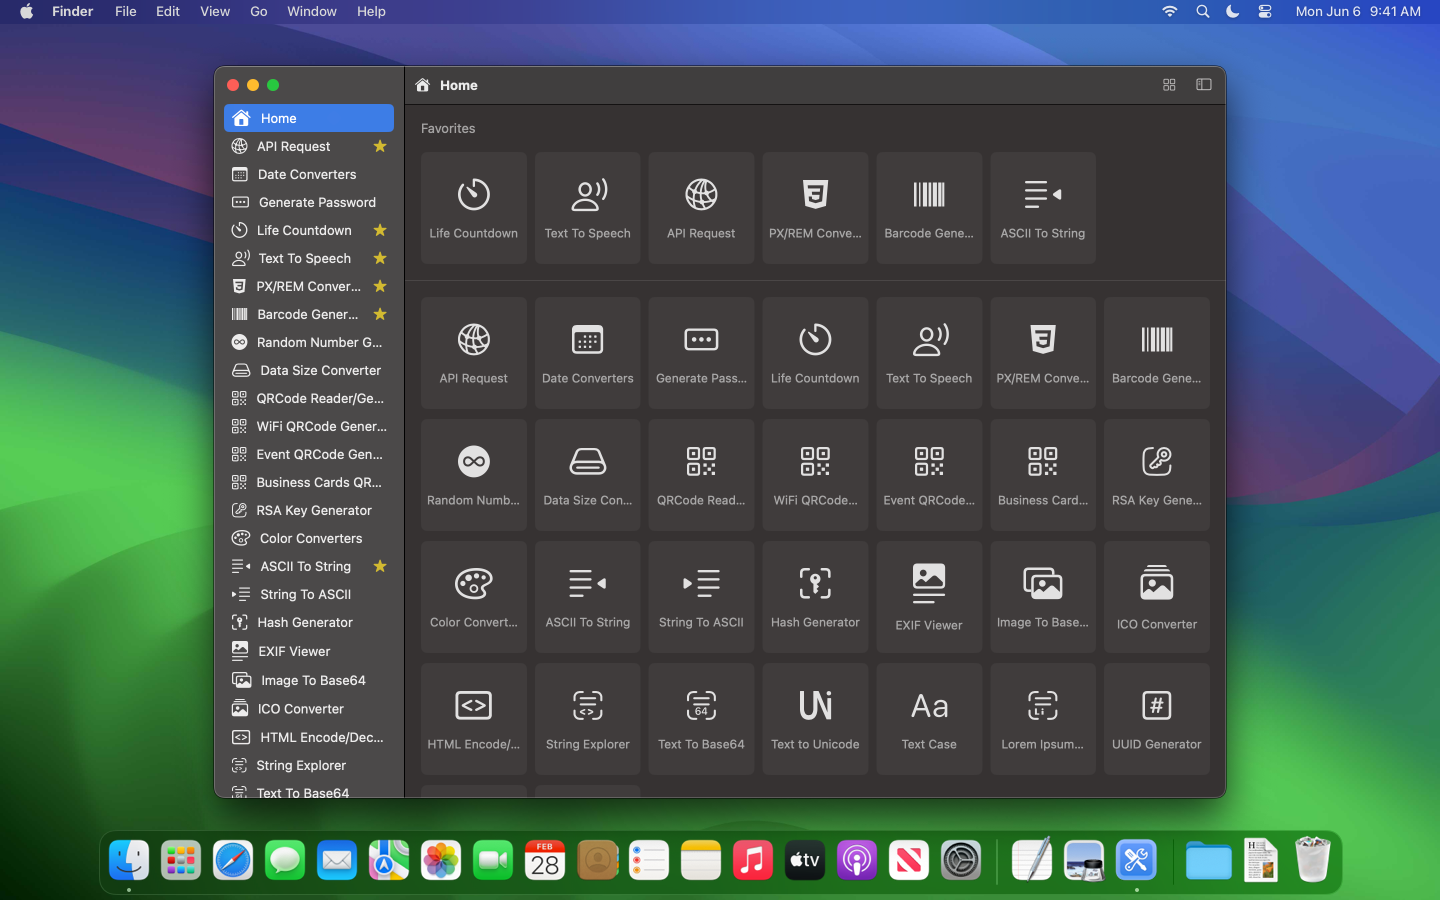 Finder File Edit View Go Window Help Mon Jun 6 9:41 AM
Home
API Request
Date Converters
Generate Password
Life Countdown
Text To Speech
PX/REM Conver...
Barcode Gener...
Random Number G...
Data Size Converter
QRCode Reader/Ge...
WiFi QRCode Gener...
Event QRCode Gen...
Business Cards QR...
RSA Key Generator
Color Converters
ASCII To String
String To ASCII
Hash Generator
EXIF Viewer
Image To Base64
ICO Converter
HTML Encode/Dec...
String Explorer
Text To Base64
Home
Favorites
Life Countdown Text To Speech API Request PX/REM Conve... Barcode Gene... ASCII To String
API Request Date Converters Generate Pass... Life Countdown Text To Speech PX/REM Conve... Barcode Gene...
Random Numb... Data Size Con... QRCode Read... WiFi QRCode... Event QRCode... Business Card... RSA Key Gene...
Color Convert... ASCII To String String To ASCII Hash Generator EXIF Viewer Image To Base... ICO Converter
<> 64 UNi Aa Li #
HTML Encode/... String Explorer Text To Base64 Text to Unicode Text Case Lorem Ipsum... UUID Generator
FEB
28
tv